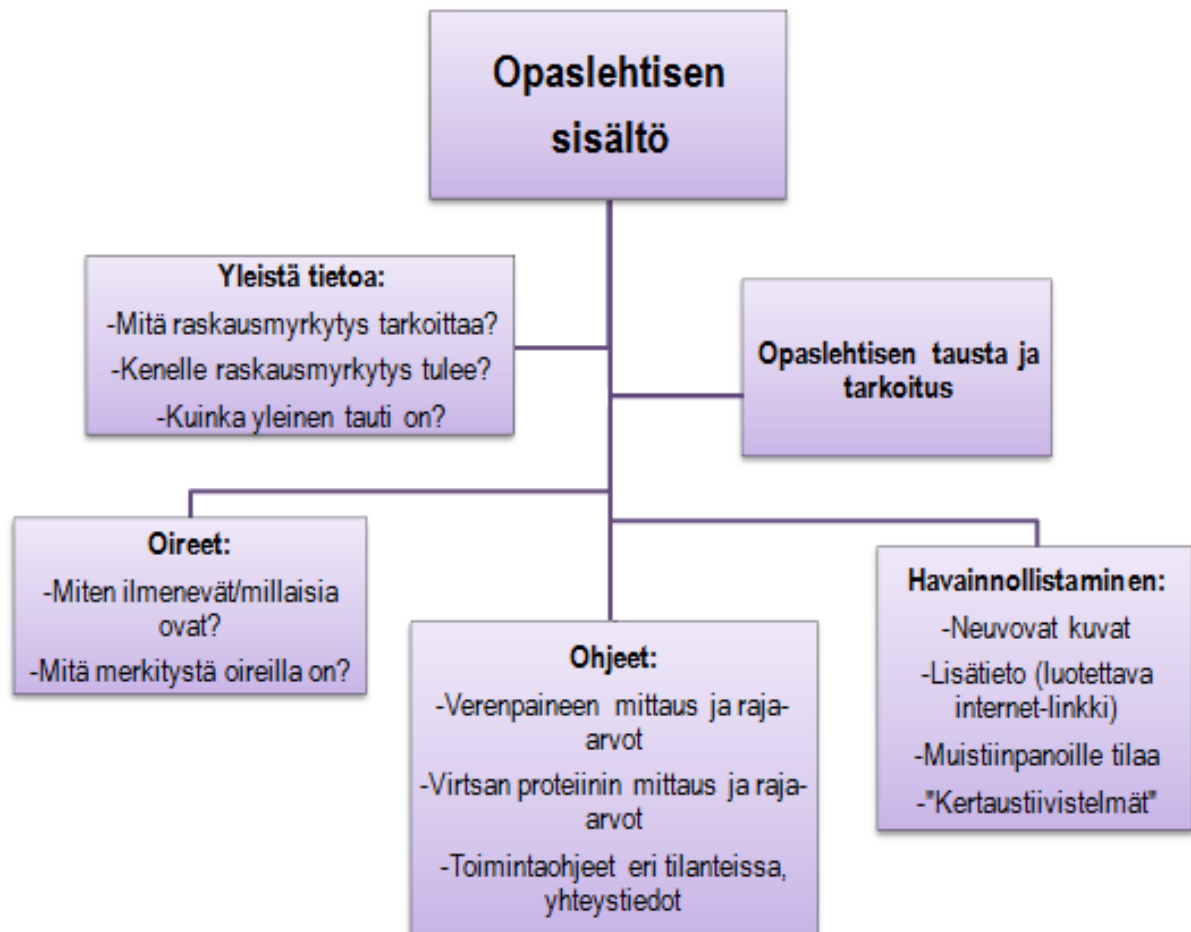 Opaslehtisen
sisältö
Yleistä tietoa:
-Mitä raskausmyrkytys tarkoittaa?
-Kenelle raskausmyrkytys tulee?
-Kuinka yleinen tauti on?
Opaslehtisen tausta ja
tarkoitus
Oireet:
-Miten ilmenevät/millaisia
ovat?
-Mitä merkitystä oireilla on?
Ohjeet:
-Verenpaineen mittaus ja raja-
arvot
-Virtsan proteiinin mittaus ja raja-
arvot
-Toimintaohjeet eri tilanteissa,
yhteystiedot
Havainnollistaminen:
-Neuvovat kuvat
-Lisätieto (luotettava
internet-linkki)
-Muistiinpanoille tilaa
-"Kertaustiivistelmät"